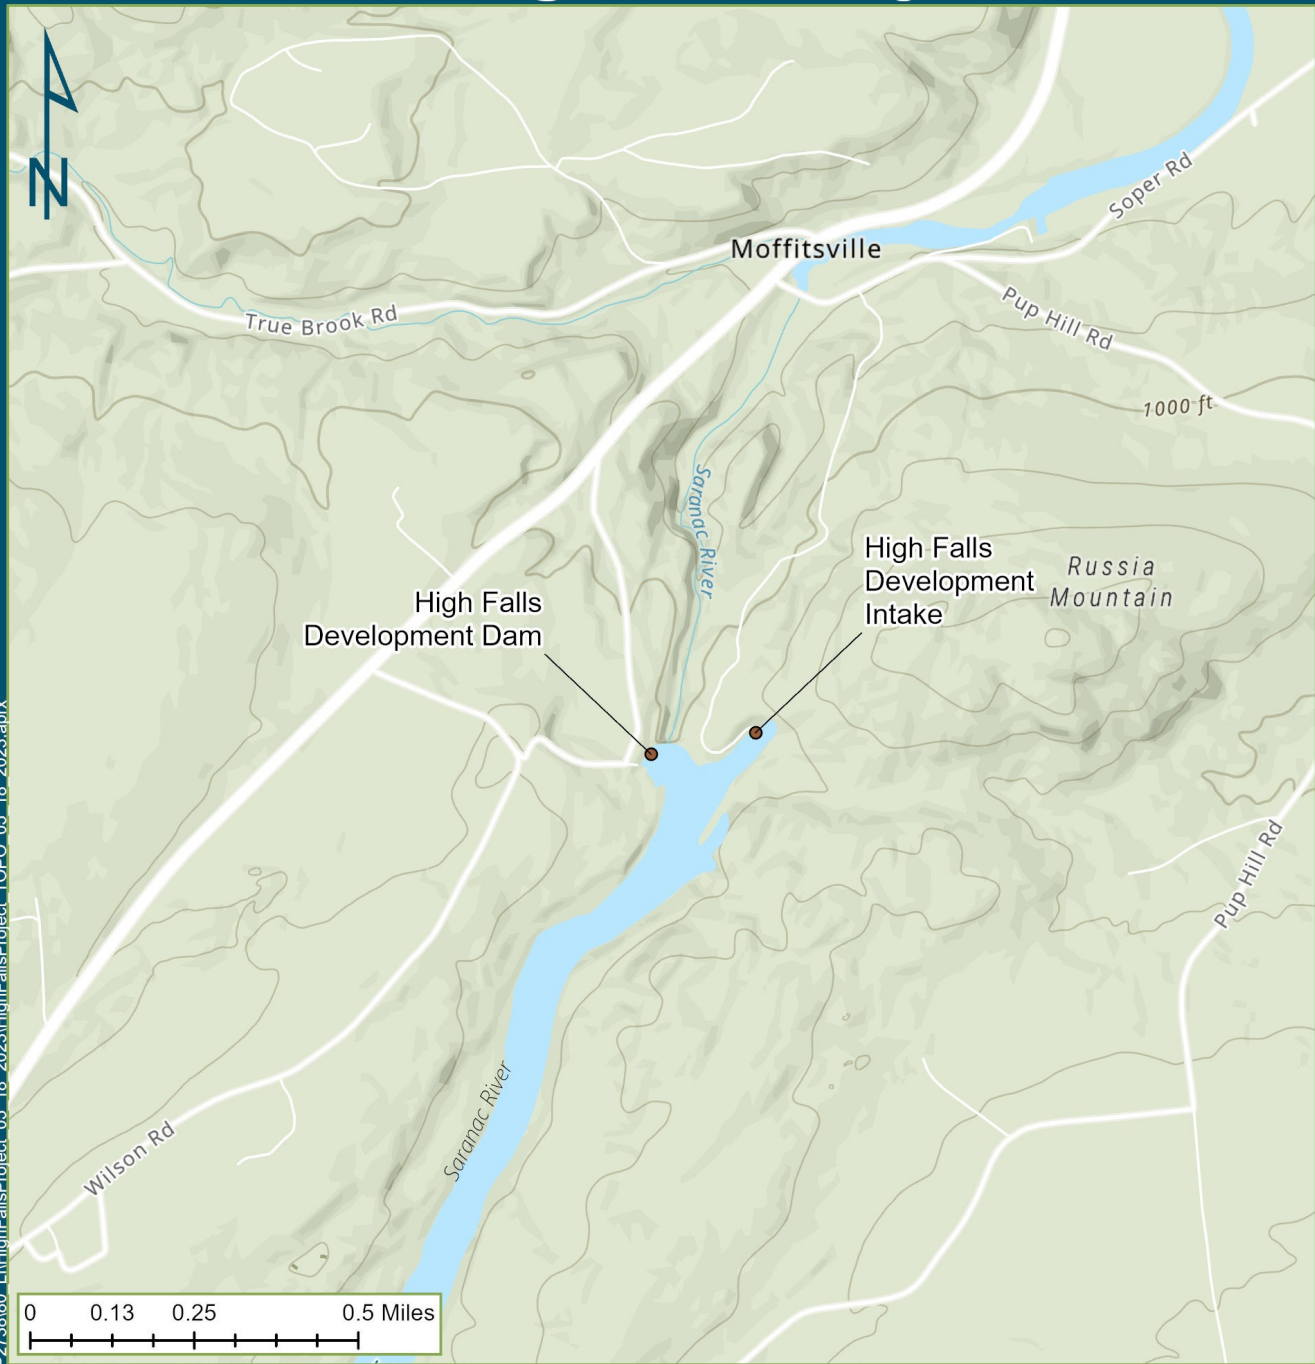 N
Soper Rd
Moffitsville
Pup Hill Rd
True Brook Rd
1000 ft
Saranac River
High Falls
Development
Intake
Russia
Mountain
High Falls
Development Dam
Pup Hill Rd
Saranac River
Wilson Rd
0 0.13 0.25 0.5 Miles